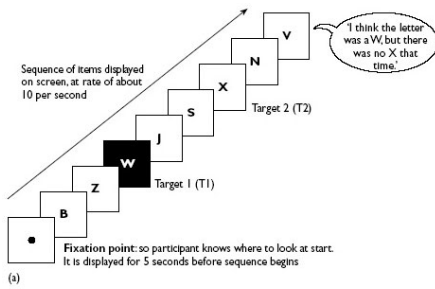 V
'I think the letter
was a W, but there
was no X that
time.'
N
Sequence of items displayed
on screen, at rate of about
10 per second
X
Target 2 (T2)
S
J
W
Target 1 (T1)
Z
B
Fixation point: so participant knows where to look at start.
It is displayed for 5 seconds before sequence begins
(a)